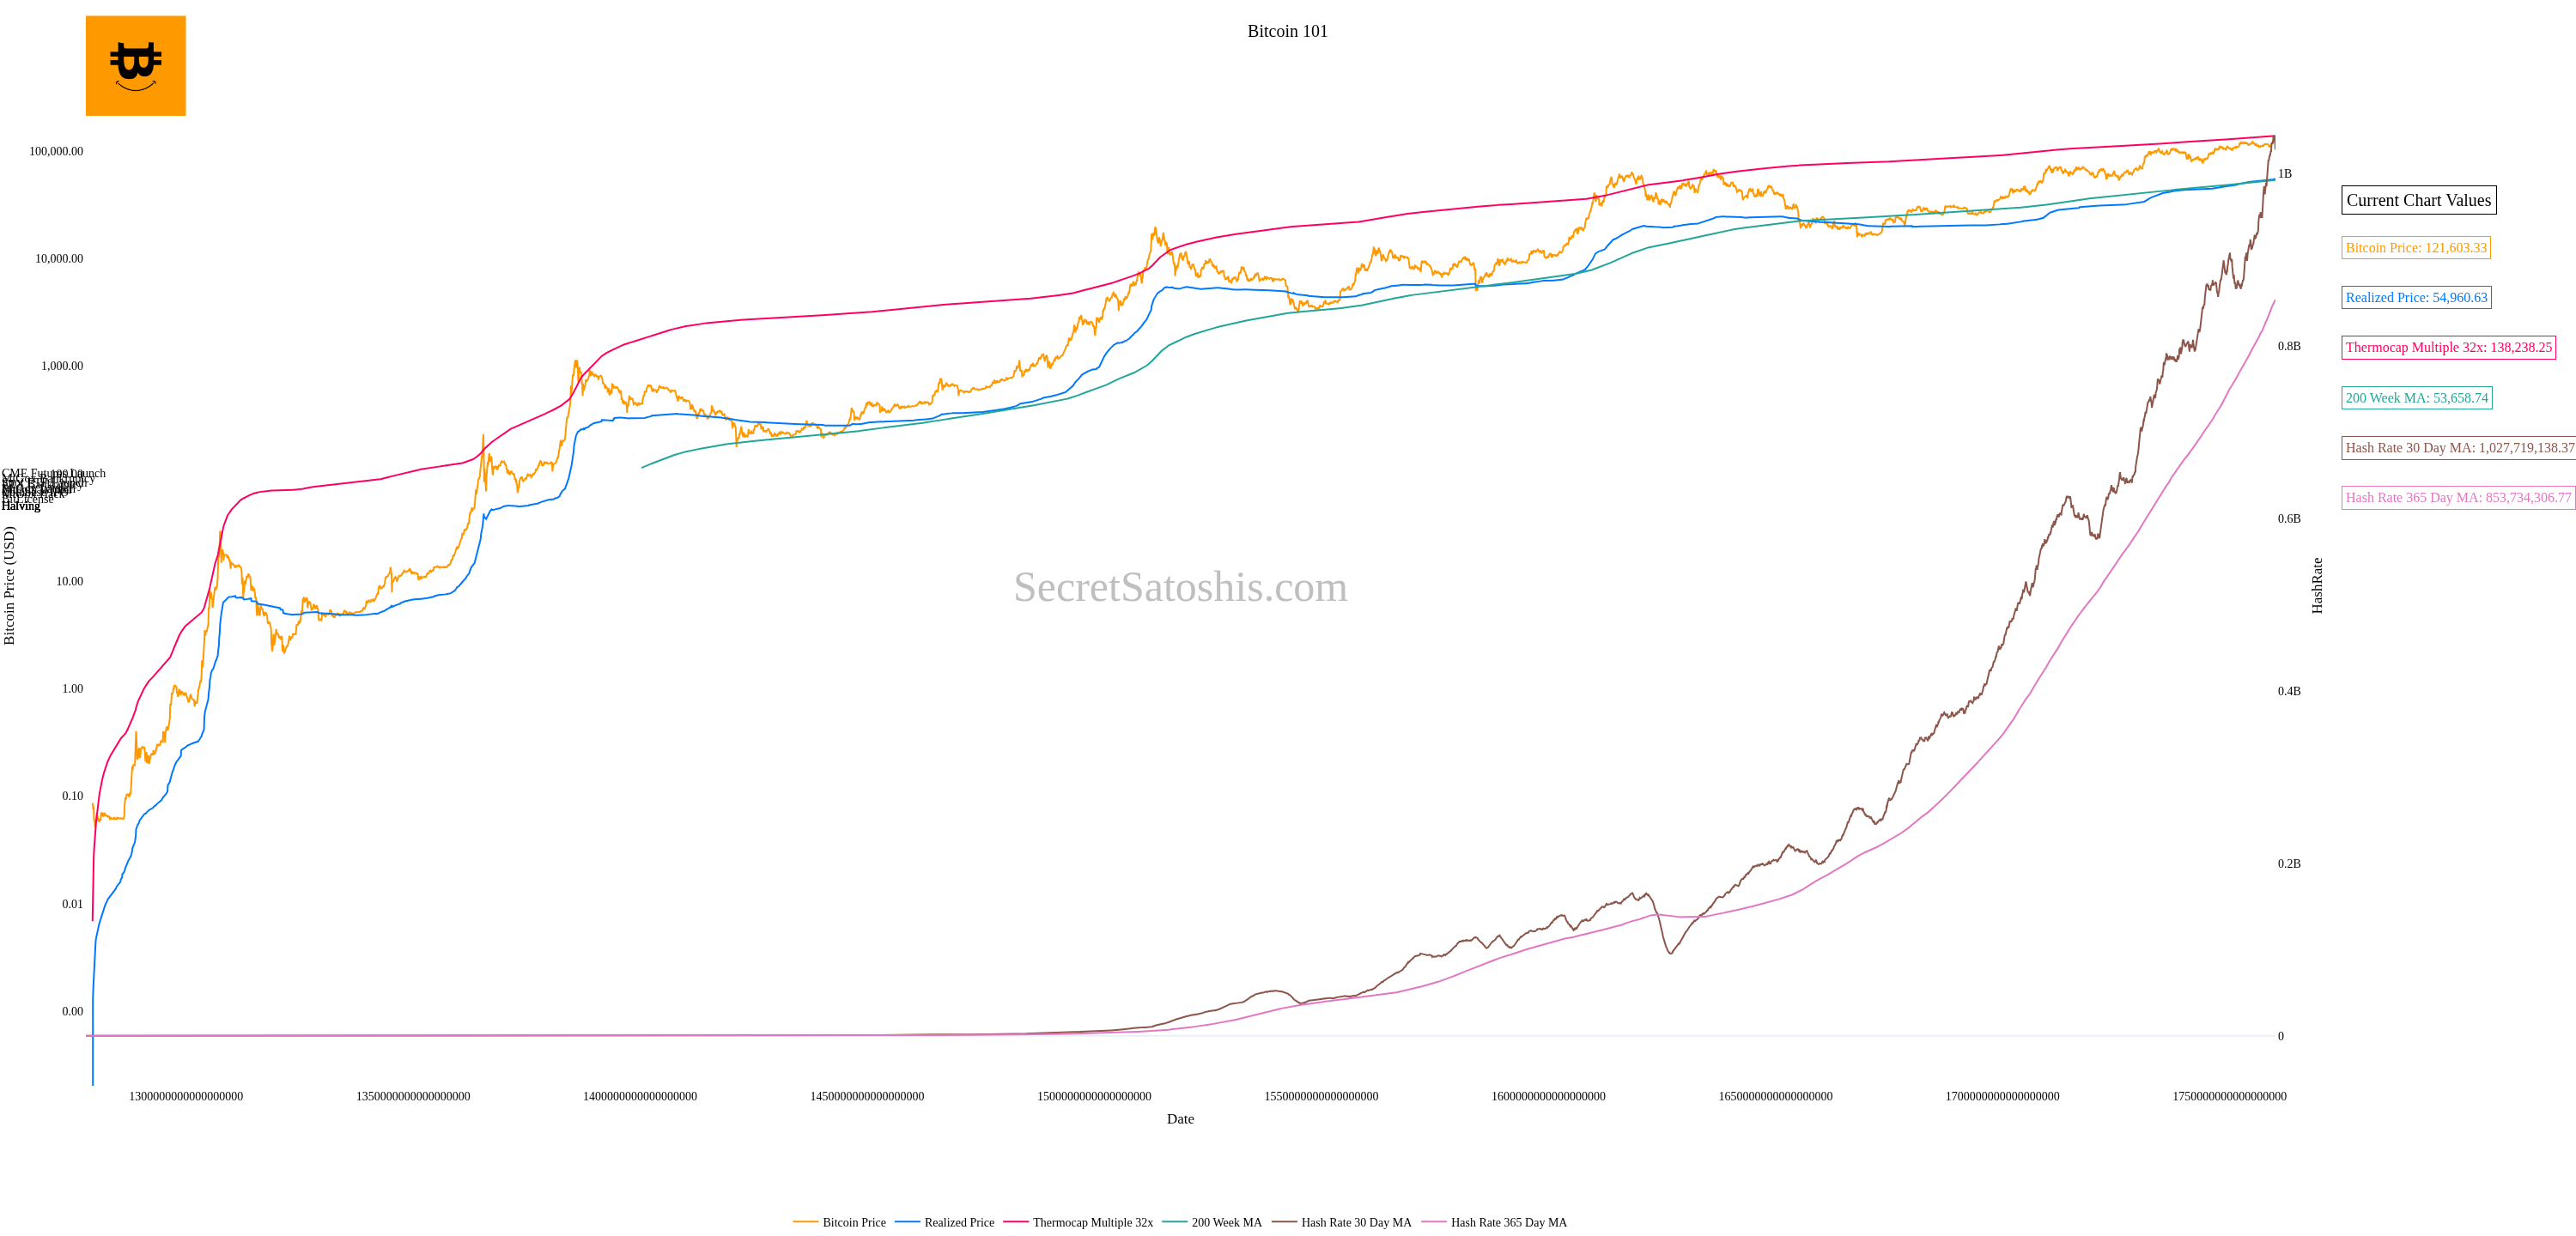 Bitcoin 101
100,000.00
10,000.00
1,000.00
10.00
1.00
0.10
0.01
0.00
CME Futures Launch
Halving
Bitcoin Price (USD)
SecretSatoshis.com
1B
0.8B
0.6B
0.4B
0.2B
0
HashRate
Current Chart Values
Bitcoin Price: 121,603.33
Realized Price: 54,960.63
Thermocap Multiple 32x: 138,238.25
200 Week MA: 53,658.74
Hash Rate 30 Day MA: 1,027,719,138.37
Hash Rate 365 Day MA: 853,734,306.77
1300000000000000000
1350000000000000000
1400000000000000000
1450000000000000000
1500000000000000000
1550000000000000000
1600000000000000000
1650000000000000000
1700000000000000000
1750000000000000000
Date
Bitcoin Price
Realized Price
Thermocap Multiple 32x
200 Week MA
Hash Rate 30 Day MA
Hash Rate 365 Day MA